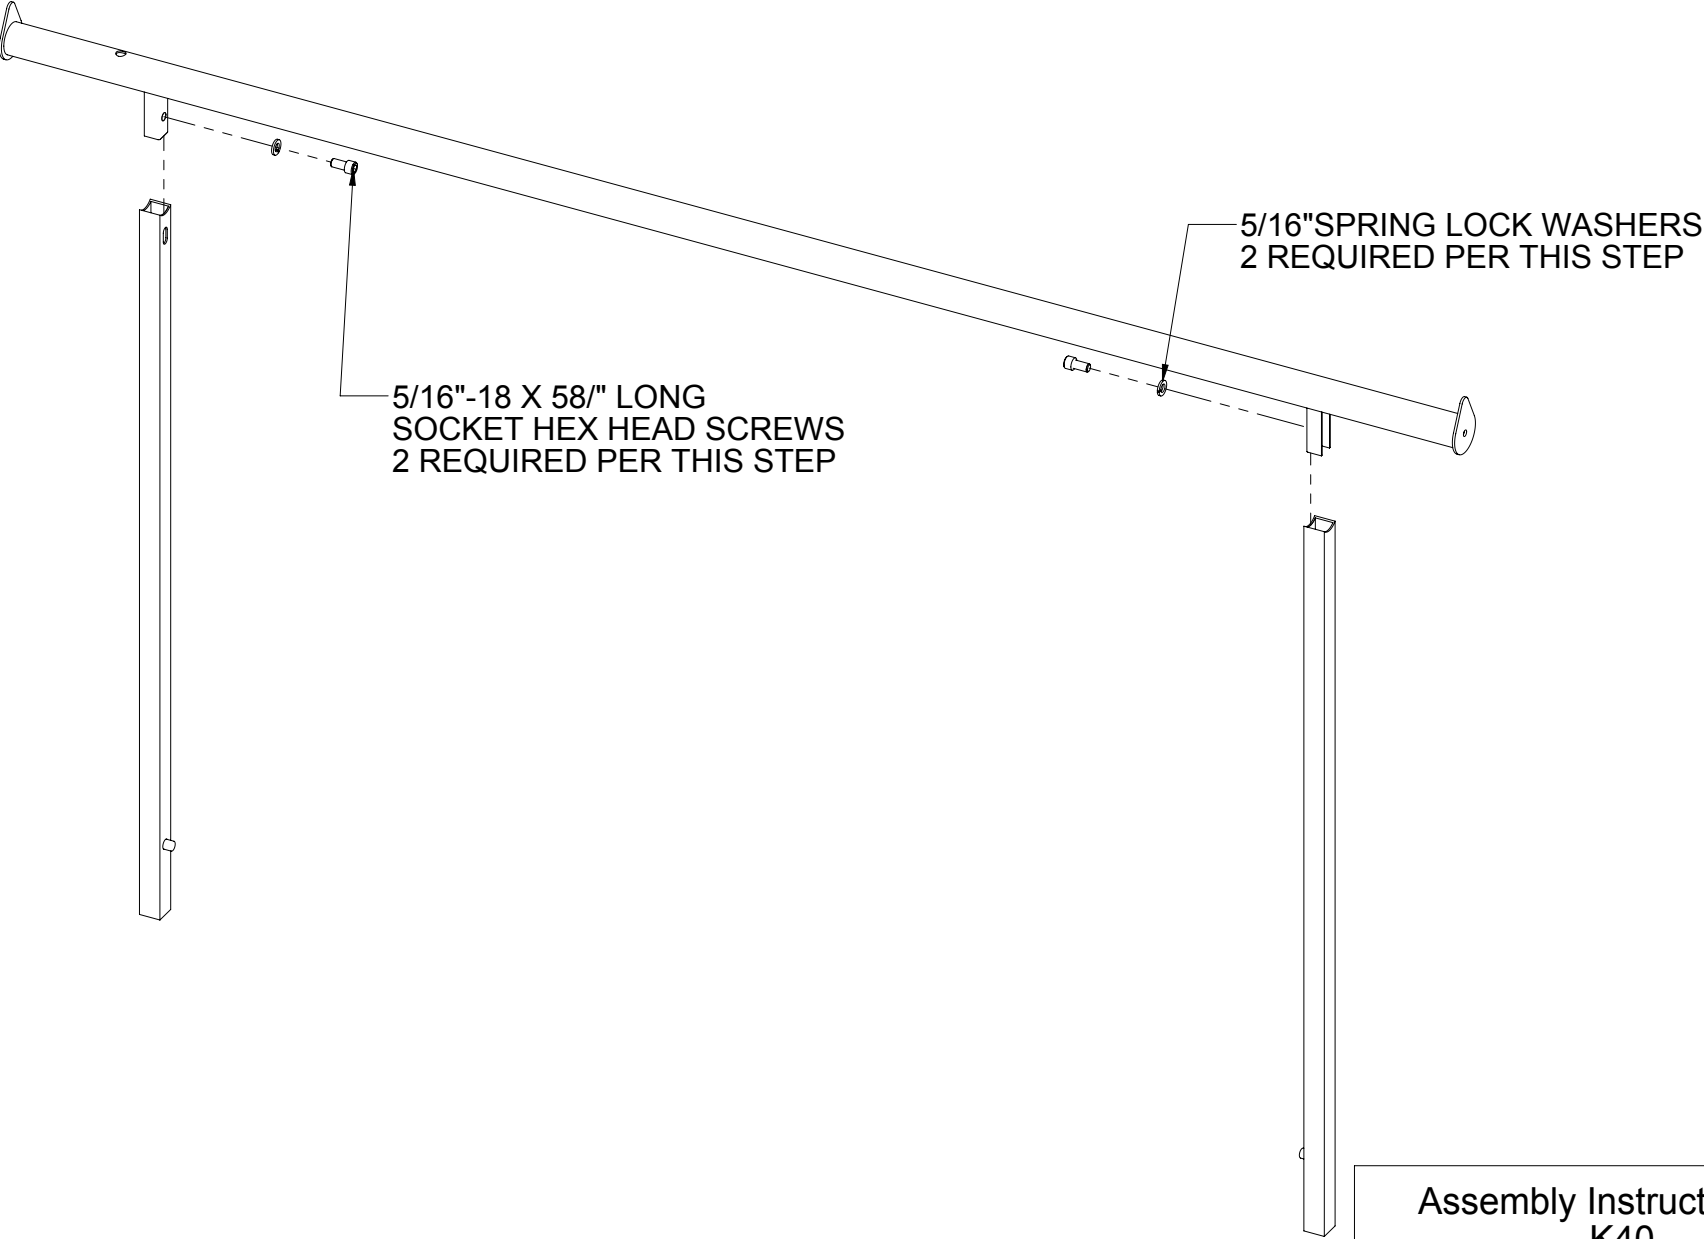 5/16"SPRING LOCK WASHERS
2 REQUIRED PER THIS STEP
5/16"-18 X 58/" LONG
SOCKET HEX HEAD SCREWS
2 REQUIRED PER THIS STEP
Assembly Instruct
K40